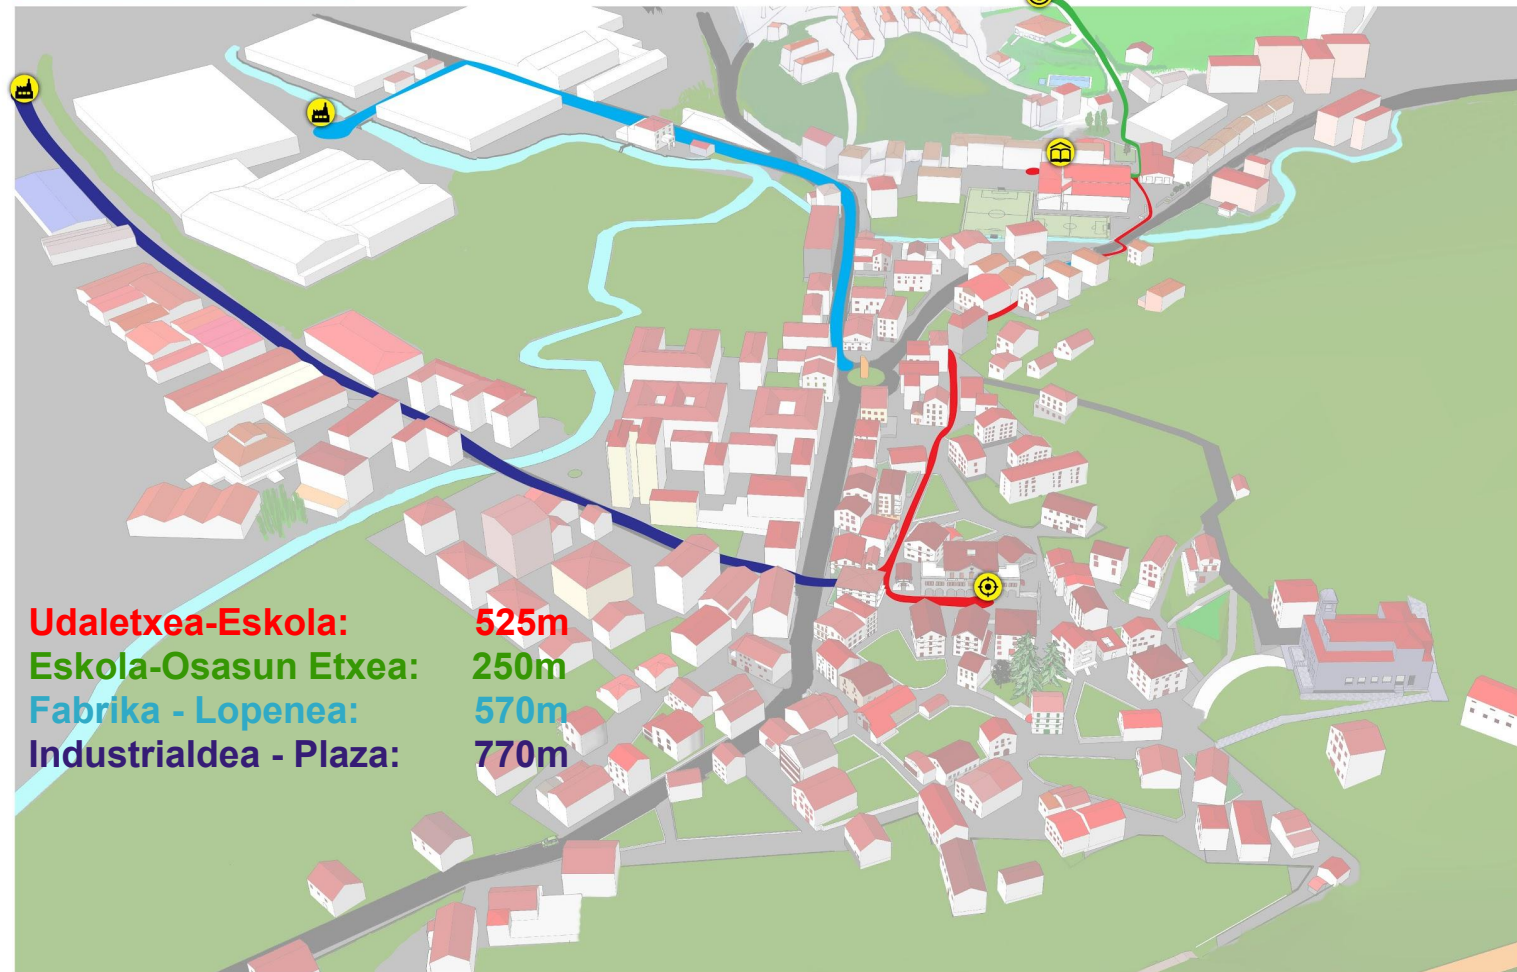 Udaletxea-Eskola: 525m
Eskola-Osasun Etxea: 250m
Fabrika - Lopenea: 570m
Industrialdea - Plaza: 770m